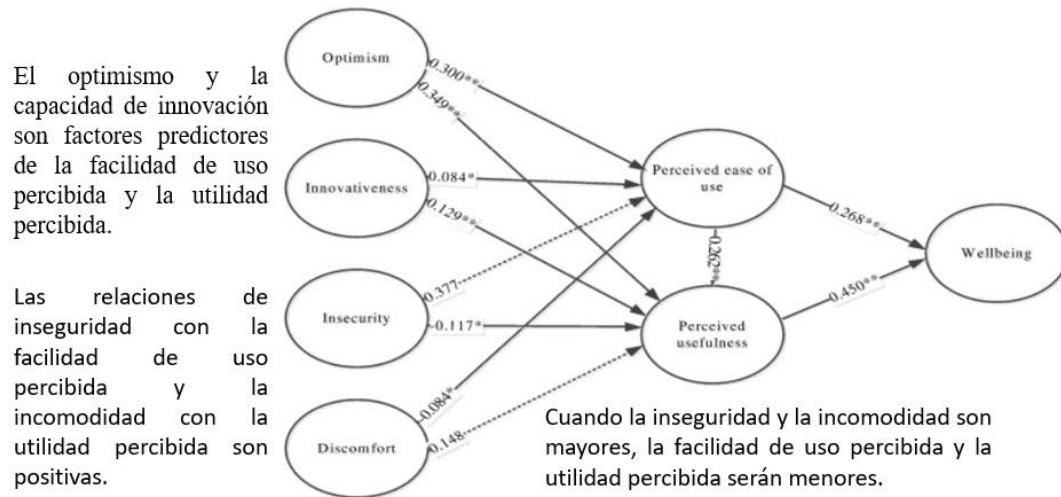 El optimismo y la
capacidad de innovación
son factores predictores
de la facilidad de uso
percibida y la utilidad
percibida.
Las relaciones de
inseguridad con la
facilidad de uso
percibida y la
incomodidad con la
utilidad percibida son
positivas.
Optimism
Innovativeness
Insecurity
Discomfort
0.300**
0.349**
0.084*
0.129**
0.377
-0.117*
-0.084*
0.148
Perceived ease of
use
0.262**
Perceived
usefulness
0.268**
0.450**
Wellbeing
Cuando la inseguridad y la incomodidad son
mayores, la facilidad de uso percibida y la
utilidad percibida serán menores.